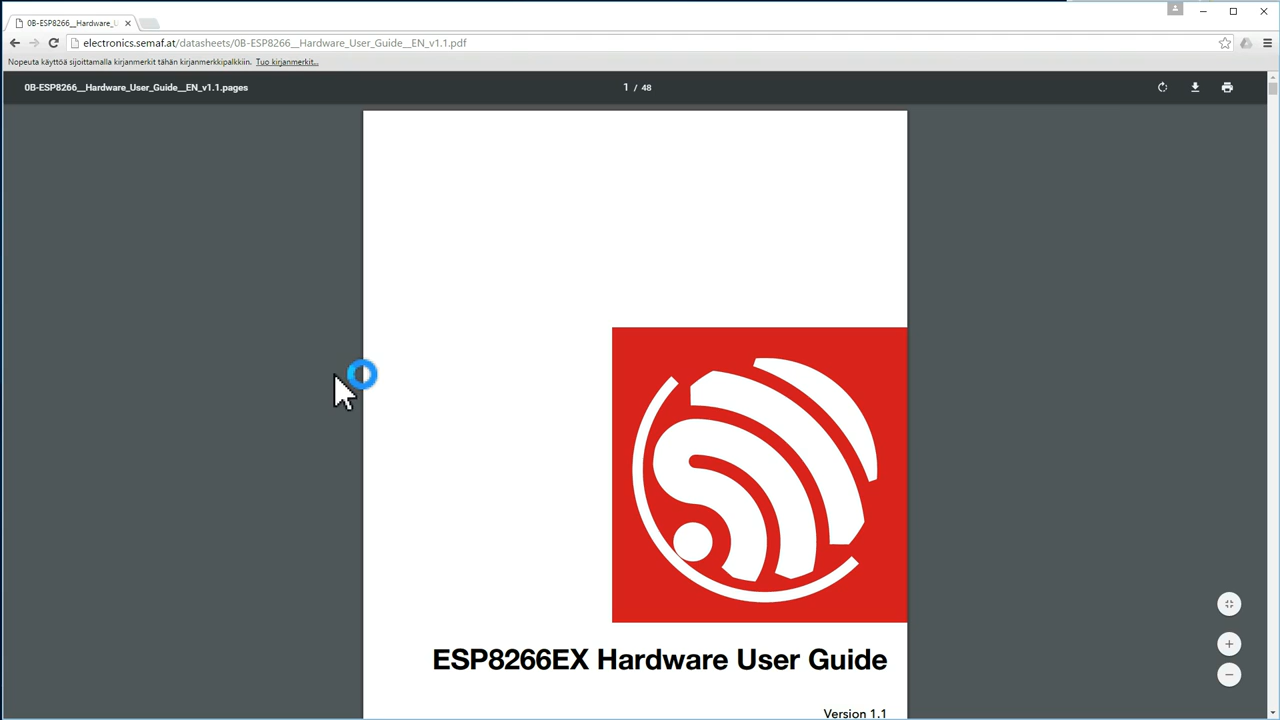 0B-ESP8266__Hardware_U
electronics.semaf.at/datasheets/0B-ESP8266__Hardware_User_Guide__EN_v1.1.pdf
Nopeuta käyttöä sijoittamalla kirjanmerkit tähän kirjanmerkkipalkkiin. Tuo kirjanmerkit...
0B-ESP8266__Hardware_User_Guide__EN_v1.1.pages
1 / 48
ESP8266EX Hardware User Guide
Version 1.1